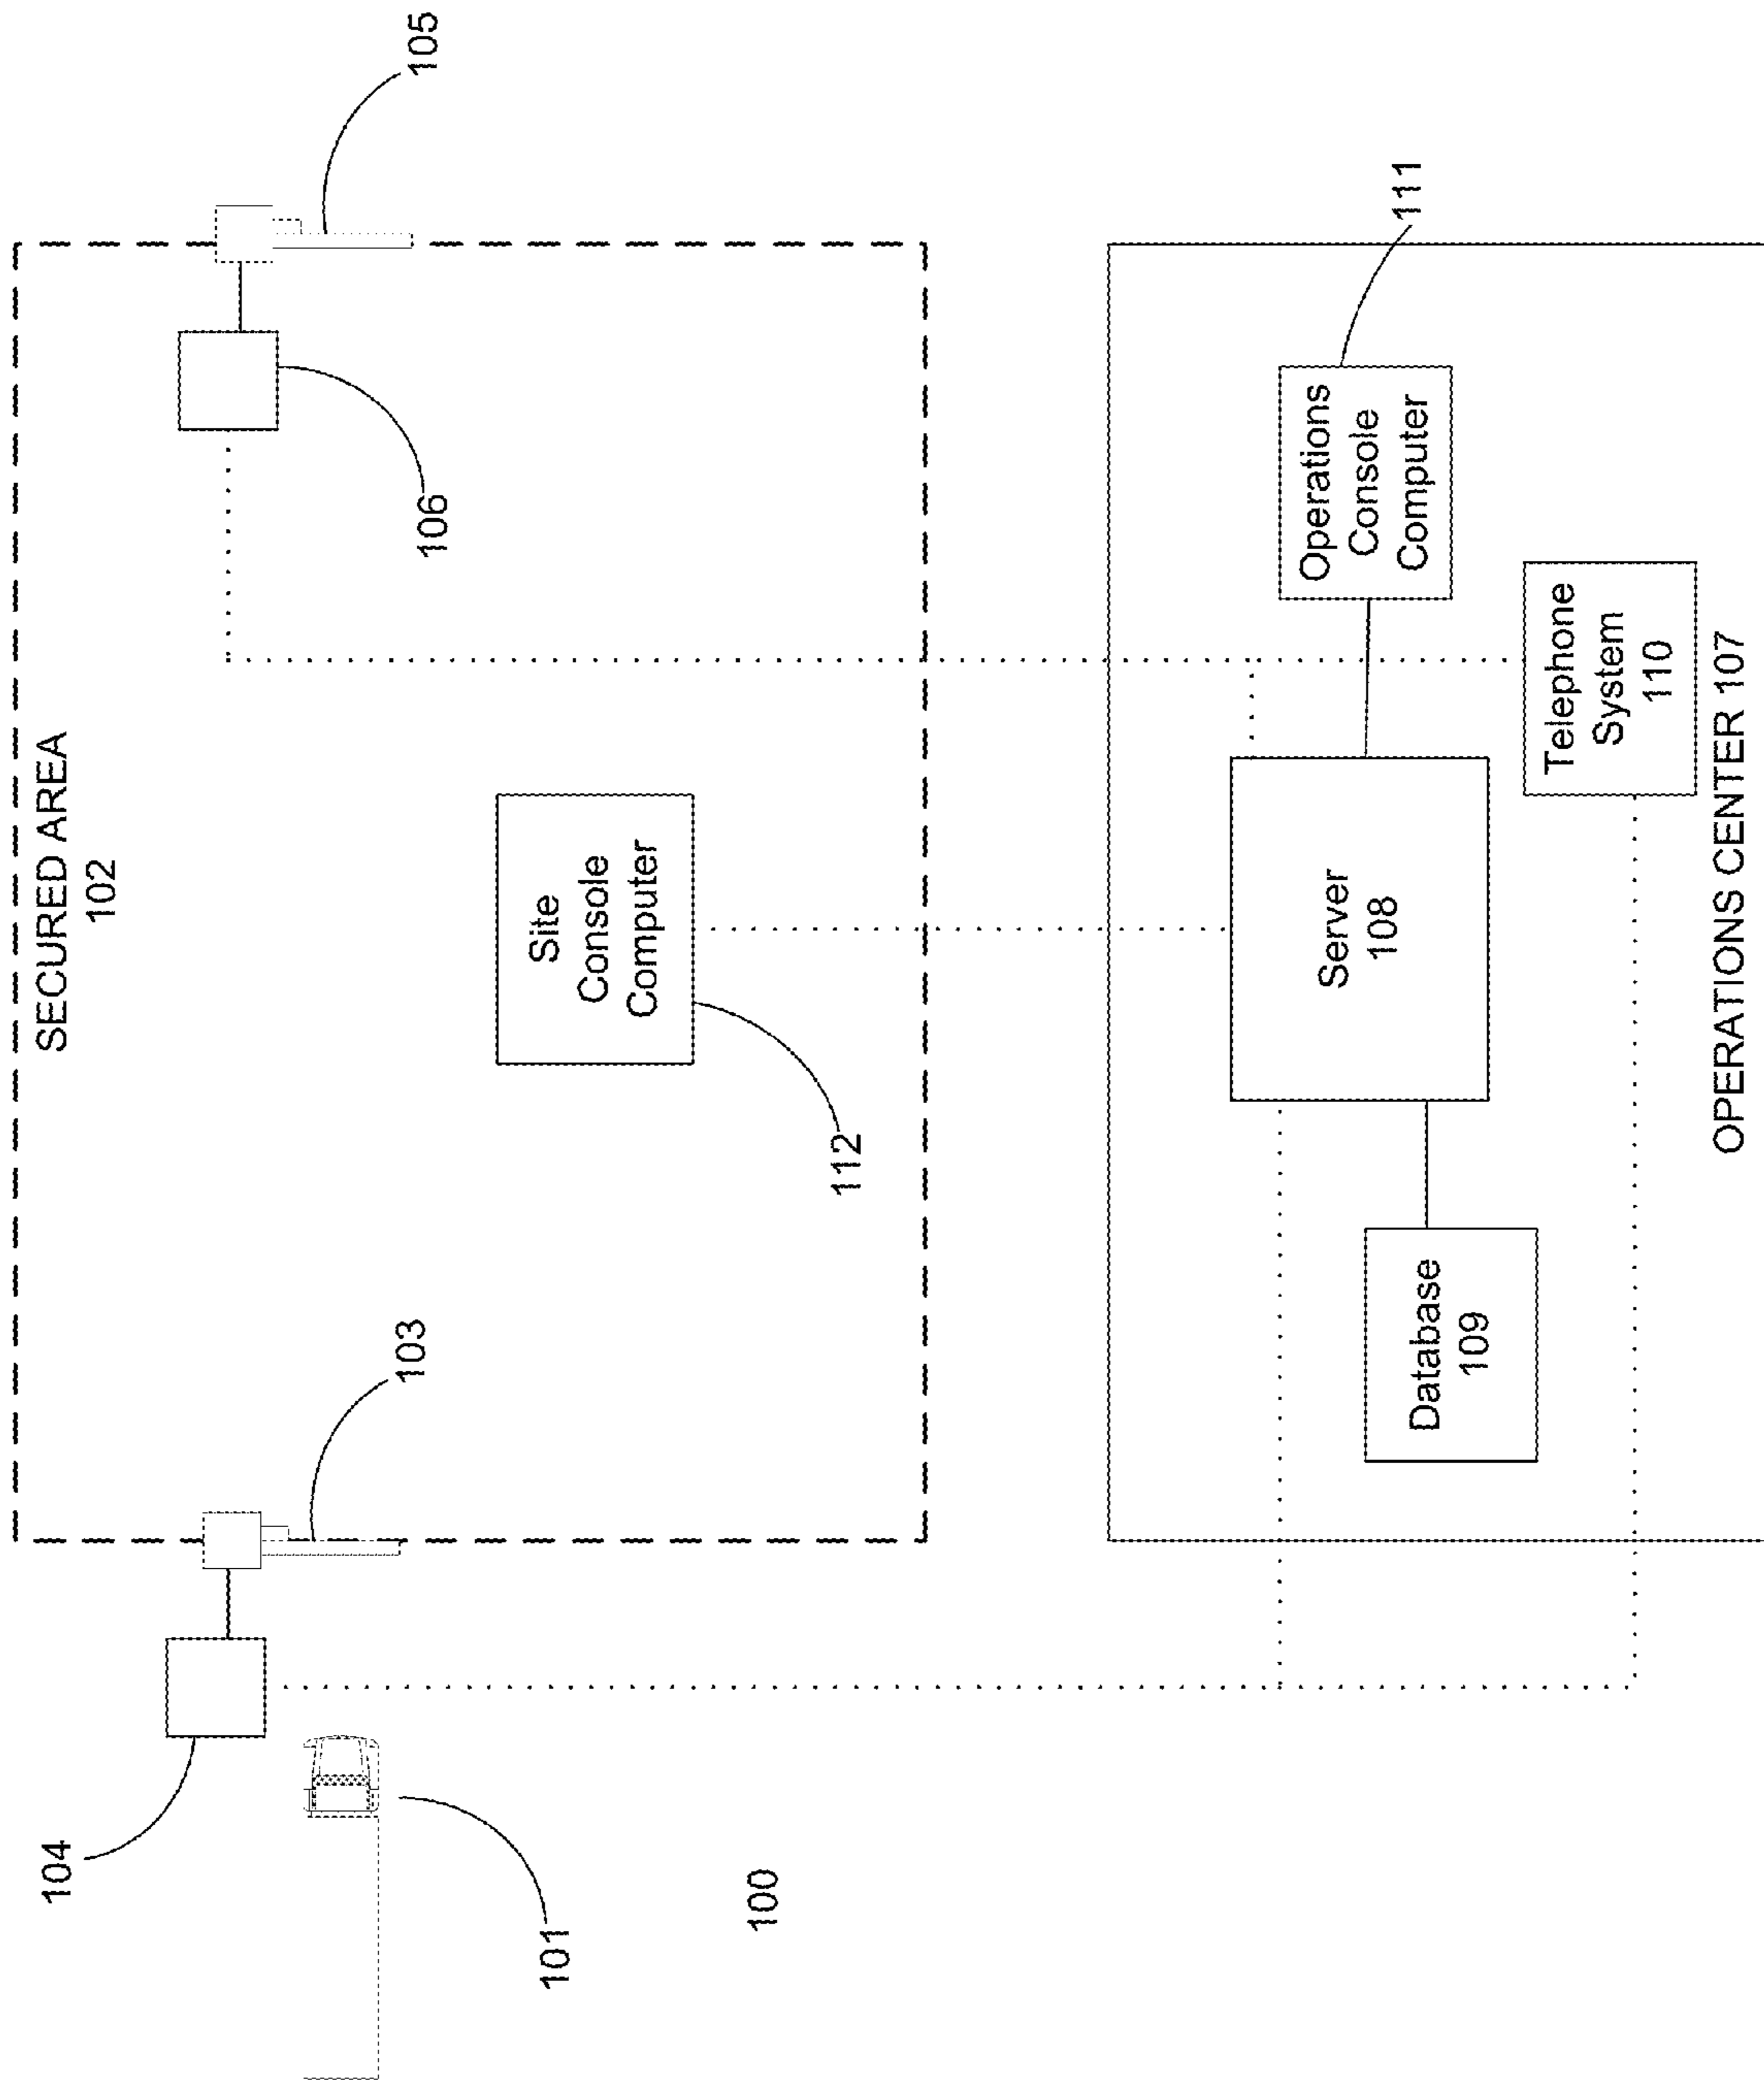 SECURED AREA
102
104
103
105
106
101
Site
Console
Computer
112
100
111
Operations
Console
Computer
Server
108
Database
109
Telephone
System
110
OPERATIONS CENTER 107